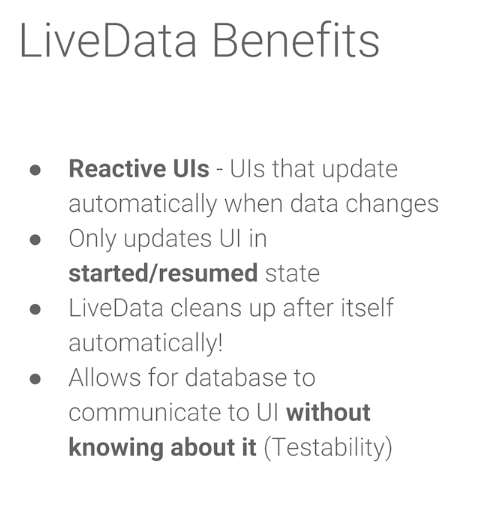 LiveData Benefits
● Reactive UIs - UIs that update
automatically when data changes
● Only updates UI in
started/resumed state
● LiveData cleans up after itself
automatically!
● Allows for database to
communicate to UI without
knowing about it (Testability)